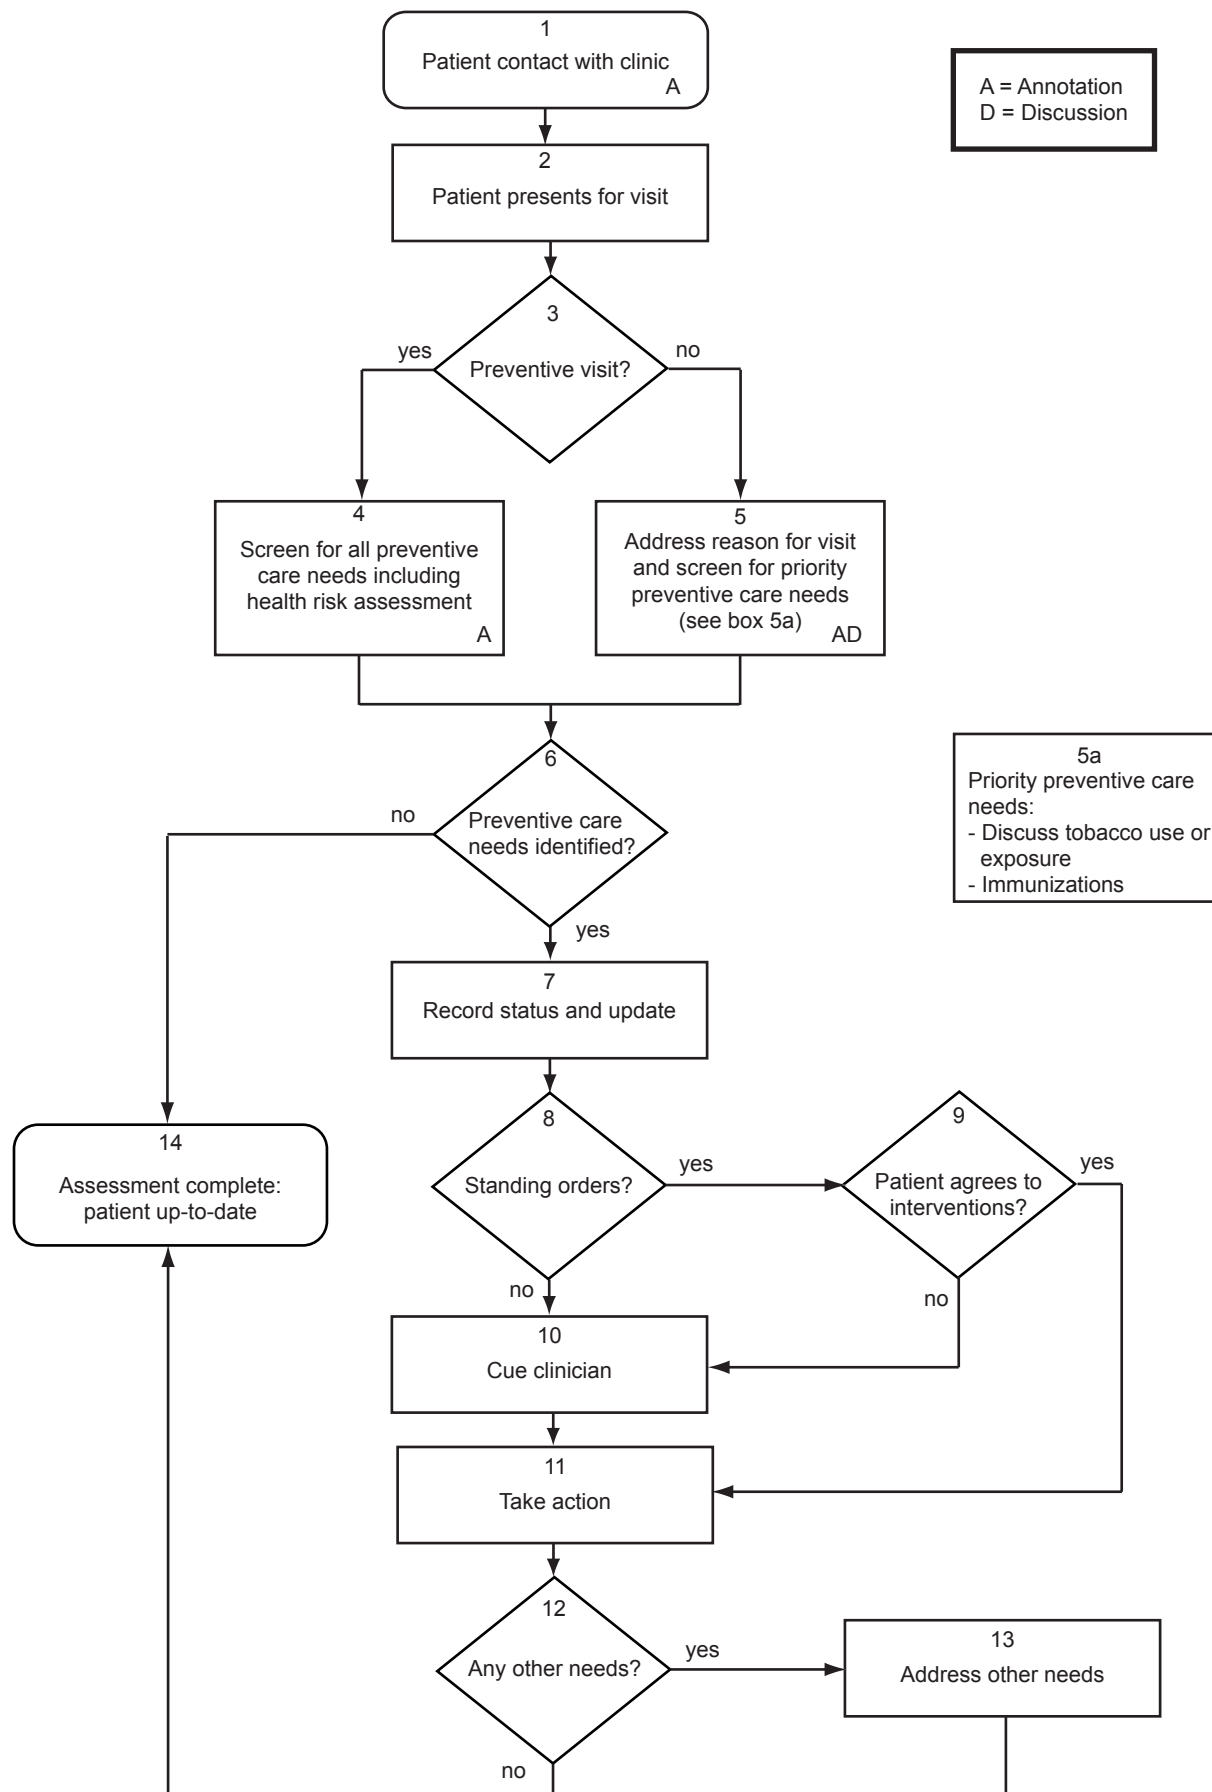 1
Patient contact with clinic
A
A = Annotation
D = Discussion
2
Patient presents for visit
3
Preventive visit?
yes
no
4
Screen for all preventive
care needs including
health risk assessment
A
5
Address reason for visit
and screen for priority
preventive care needs
(see box 5a)
AD
5a
Priority preventive care
needs:
- Discuss tobacco use or
exposure
- Immunizations
6
Preventive care
needs identified?
no
yes
7
Record status and update
8
Standing orders?
yes
no
9
Patient agrees to
interventions?
yes
no
14
Assessment complete:
patient up-to-date
10
Cue clinician
11
Take action
12
Any other needs?
yes
no
13
Address other needs